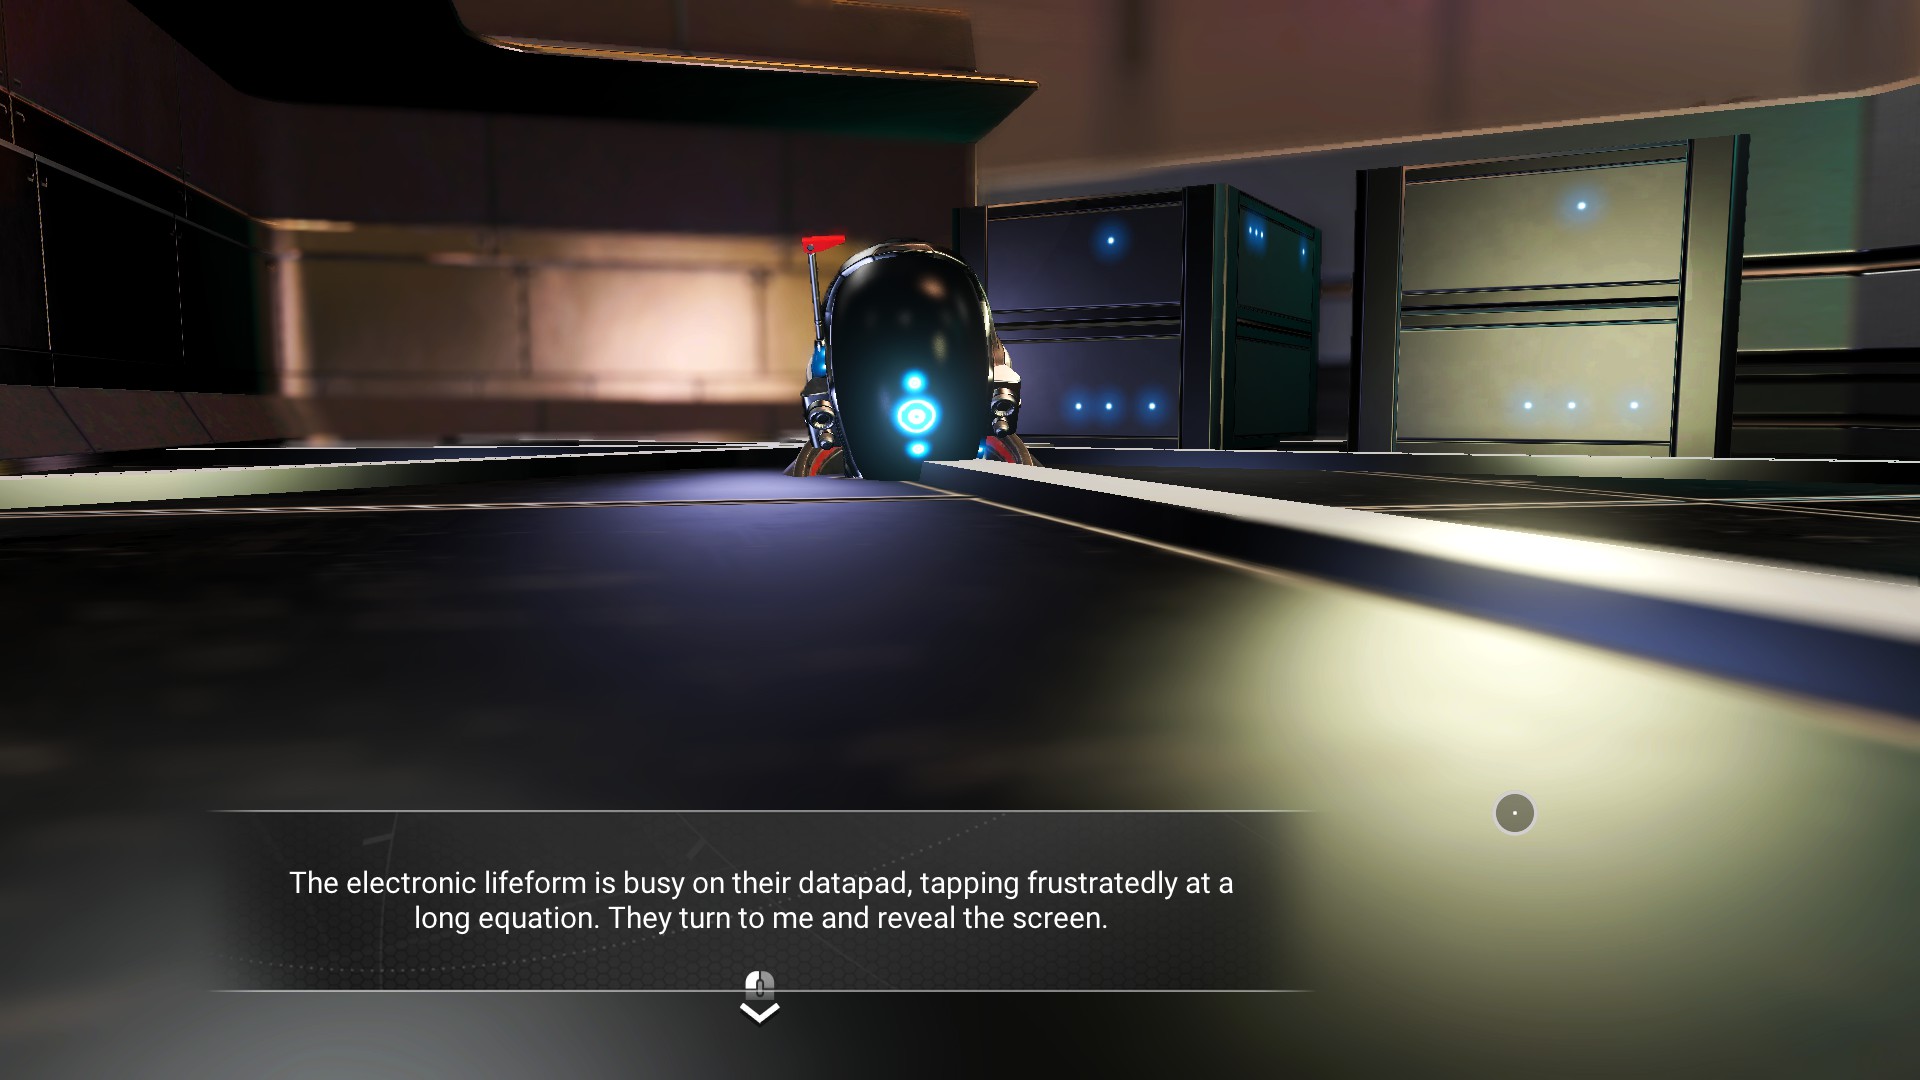 The electronic lifeform is busy on their datapad, tapping frustratedly at a
long equation. They turn to me and reveal the screen.